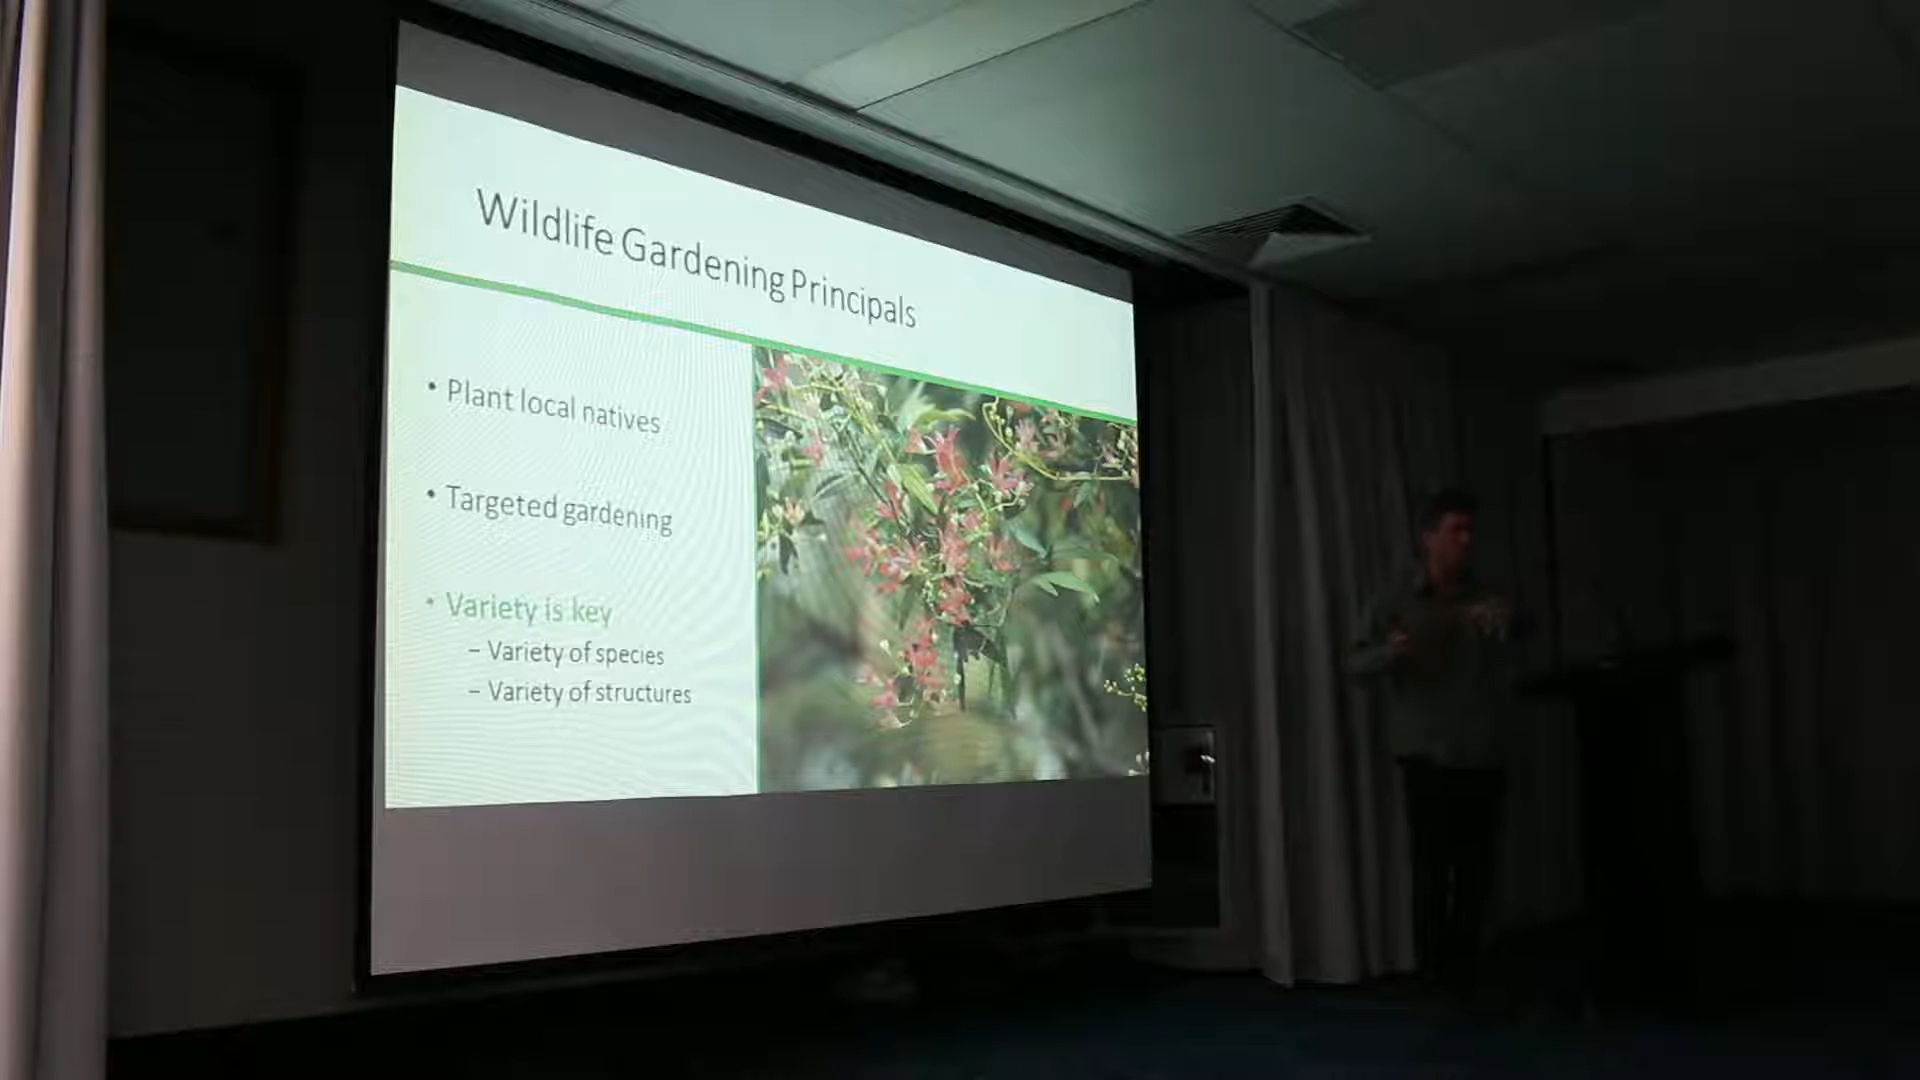 Wildlife Gardening Principals
• Plant local natives
• Targeted gardening
• Variety is key
– Variety of species
– Variety of structures